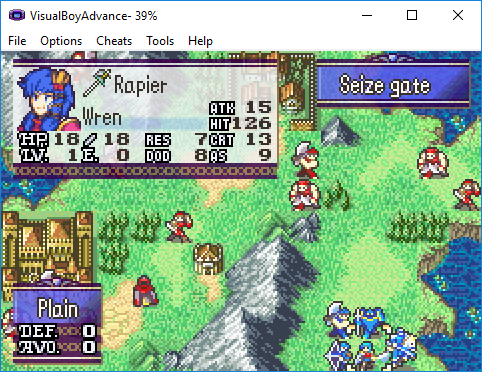 VisualBoyAdvance- 39%
File Options Cheats Tools Help
Rapier
Seize gate
Wren
ATK 15
HIT 126
HP 18 18 RES 7 CRT 13
LV. 1 E. 0 DOD 8 AS 9
Plain
DEF. 0
AVO. 0